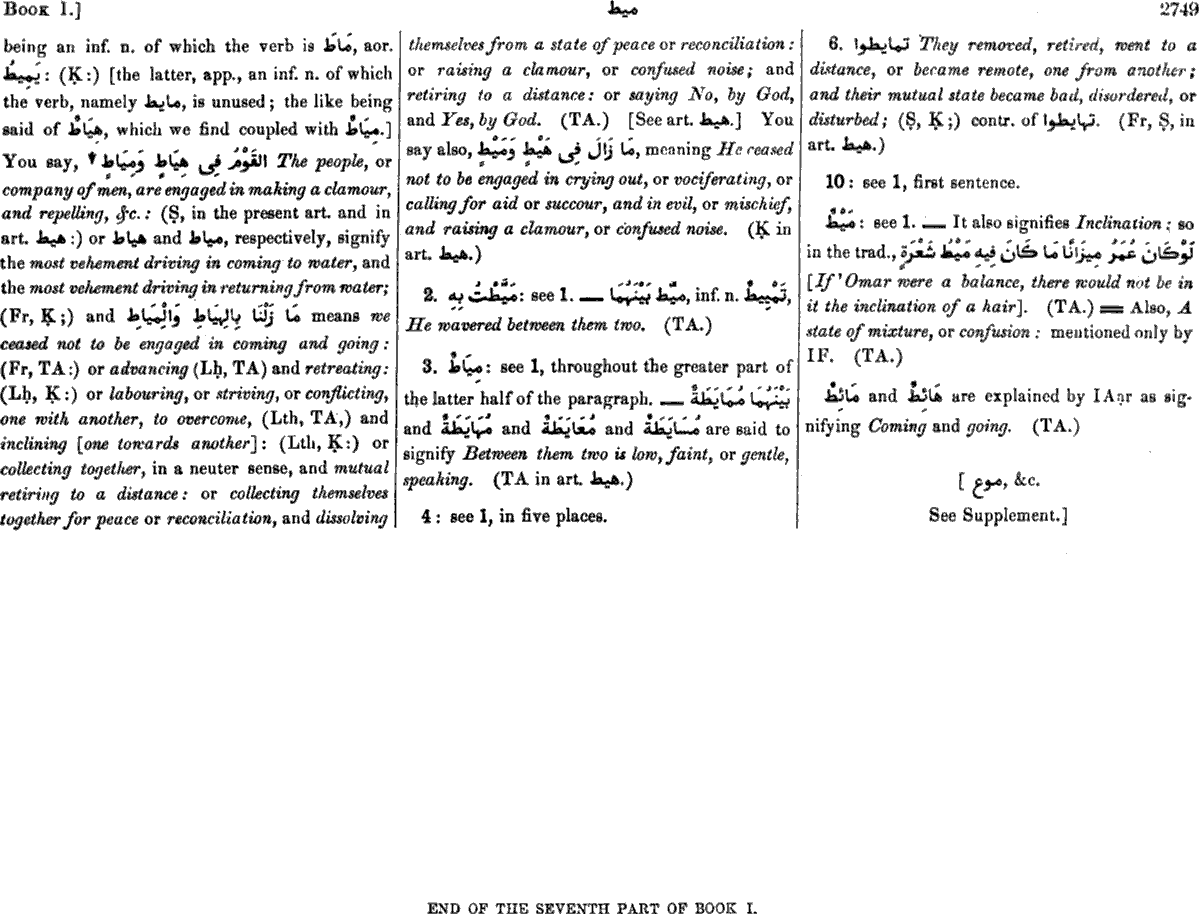 Book I.] ميط 2749
being an inf. n. of which the verb is مَاطَ, aor.
يَمِيطُ: (Ḳ:) [the latter, app., an inf. n. of which
the verb, namely مايط, is unused; the like being
said of هِيَاطٌ, which we find coupled with مِيَاطٌ.]
You say, القَوْمُ فِى هِيَاطٍ وَمِيَاطٍ * The people, or
company of men, are engaged in making a clamour,
and repelling, &c.: (Ṣ, in the present art. and in
art. هيط:) or هياط and مياط, respectively, signify
the most vehement driving in coming to water, and
the most vehement driving in returning from water;
(Fr, Ḳ;) and مَا زِلْنَا بِالهِيَاطِ وَالْمِيَاطِ means we
ceased not to be engaged in coming and going:
(Fr, TA:) or advancing (Lḥ, TA) and retreating:
(Lḥ, Ḳ:) or labouring, or striving, or conflicting,
one with another, to overcome, (Lth, TA,) and
inclining [one towards another]: (Lth, Ḳ:) or
collecting together, in a neuter sense, and mutual
retiring to a distance: or collecting themselves
together for peace or reconciliation, and dissolving
themselves from a state of peace or reconciliation:
or raising a clamour, or confused noise; and
retiring to a distance: or saying No, by God,
and Yes, by God. (TA.) [See art. هيط.] You
say also, مَا زَالَ فِى هَيْطٍ وَمَيْطٍ, meaning He ceased
not to be engaged in crying out, or vociferating, or
calling for aid or succour, and in evil, or mischief,
and raising a clamour, or confused noise. (Ḳ in
art. هيط.)
2. مَيَّطْتُ بِهِ: see 1. — ميّط بَيْنَهُمَا, inf. n. تَمْيِيطٌ,
He wavered between them two. (TA.)
3. مِيَاطٌ: see 1, throughout the greater part of
the latter half of the paragraph. — بَيْنَهُمَا مُمَايَطَةٌ
and مُهَايَطَةٌ and مُعَايَطَةٌ and مُسَايَطَةٌ are said to
signify Between them two is low, faint, or gentle,
speaking. (TA in art. هيط.)
4: see 1, in five places.
6. تمايطوا They removed, retired, went to a
distance, or became remote, one from another;
and their mutual state became bad, disordered, or
disturbed; (Ṣ, Ḳ;) contr. of تهايطوا. (Fr, Ṣ, in
art. هيط.)
10: see 1, first sentence.
مَيْطٌ: see 1. — It also signifies Inclination; so
in the trad., لَوْ كَانَ عُمَرُ مِيزَانًا مَا كَانَ فِيهِ مَيْطُ شَعْرَةٍ
[If 'Omar were a balance, there would not be in
it the inclination of a hair]. (TA.) = Also, A
state of mixture, or confusion: mentioned only by
IF. (TA.)
مَائِطٌ and هَائِطٌ are explained by IAạr as sig-
nifying Coming and going. (TA.)
[ موع, &c.
See Supplement.]
END OF THE SEVENTH PART OF BOOK I.